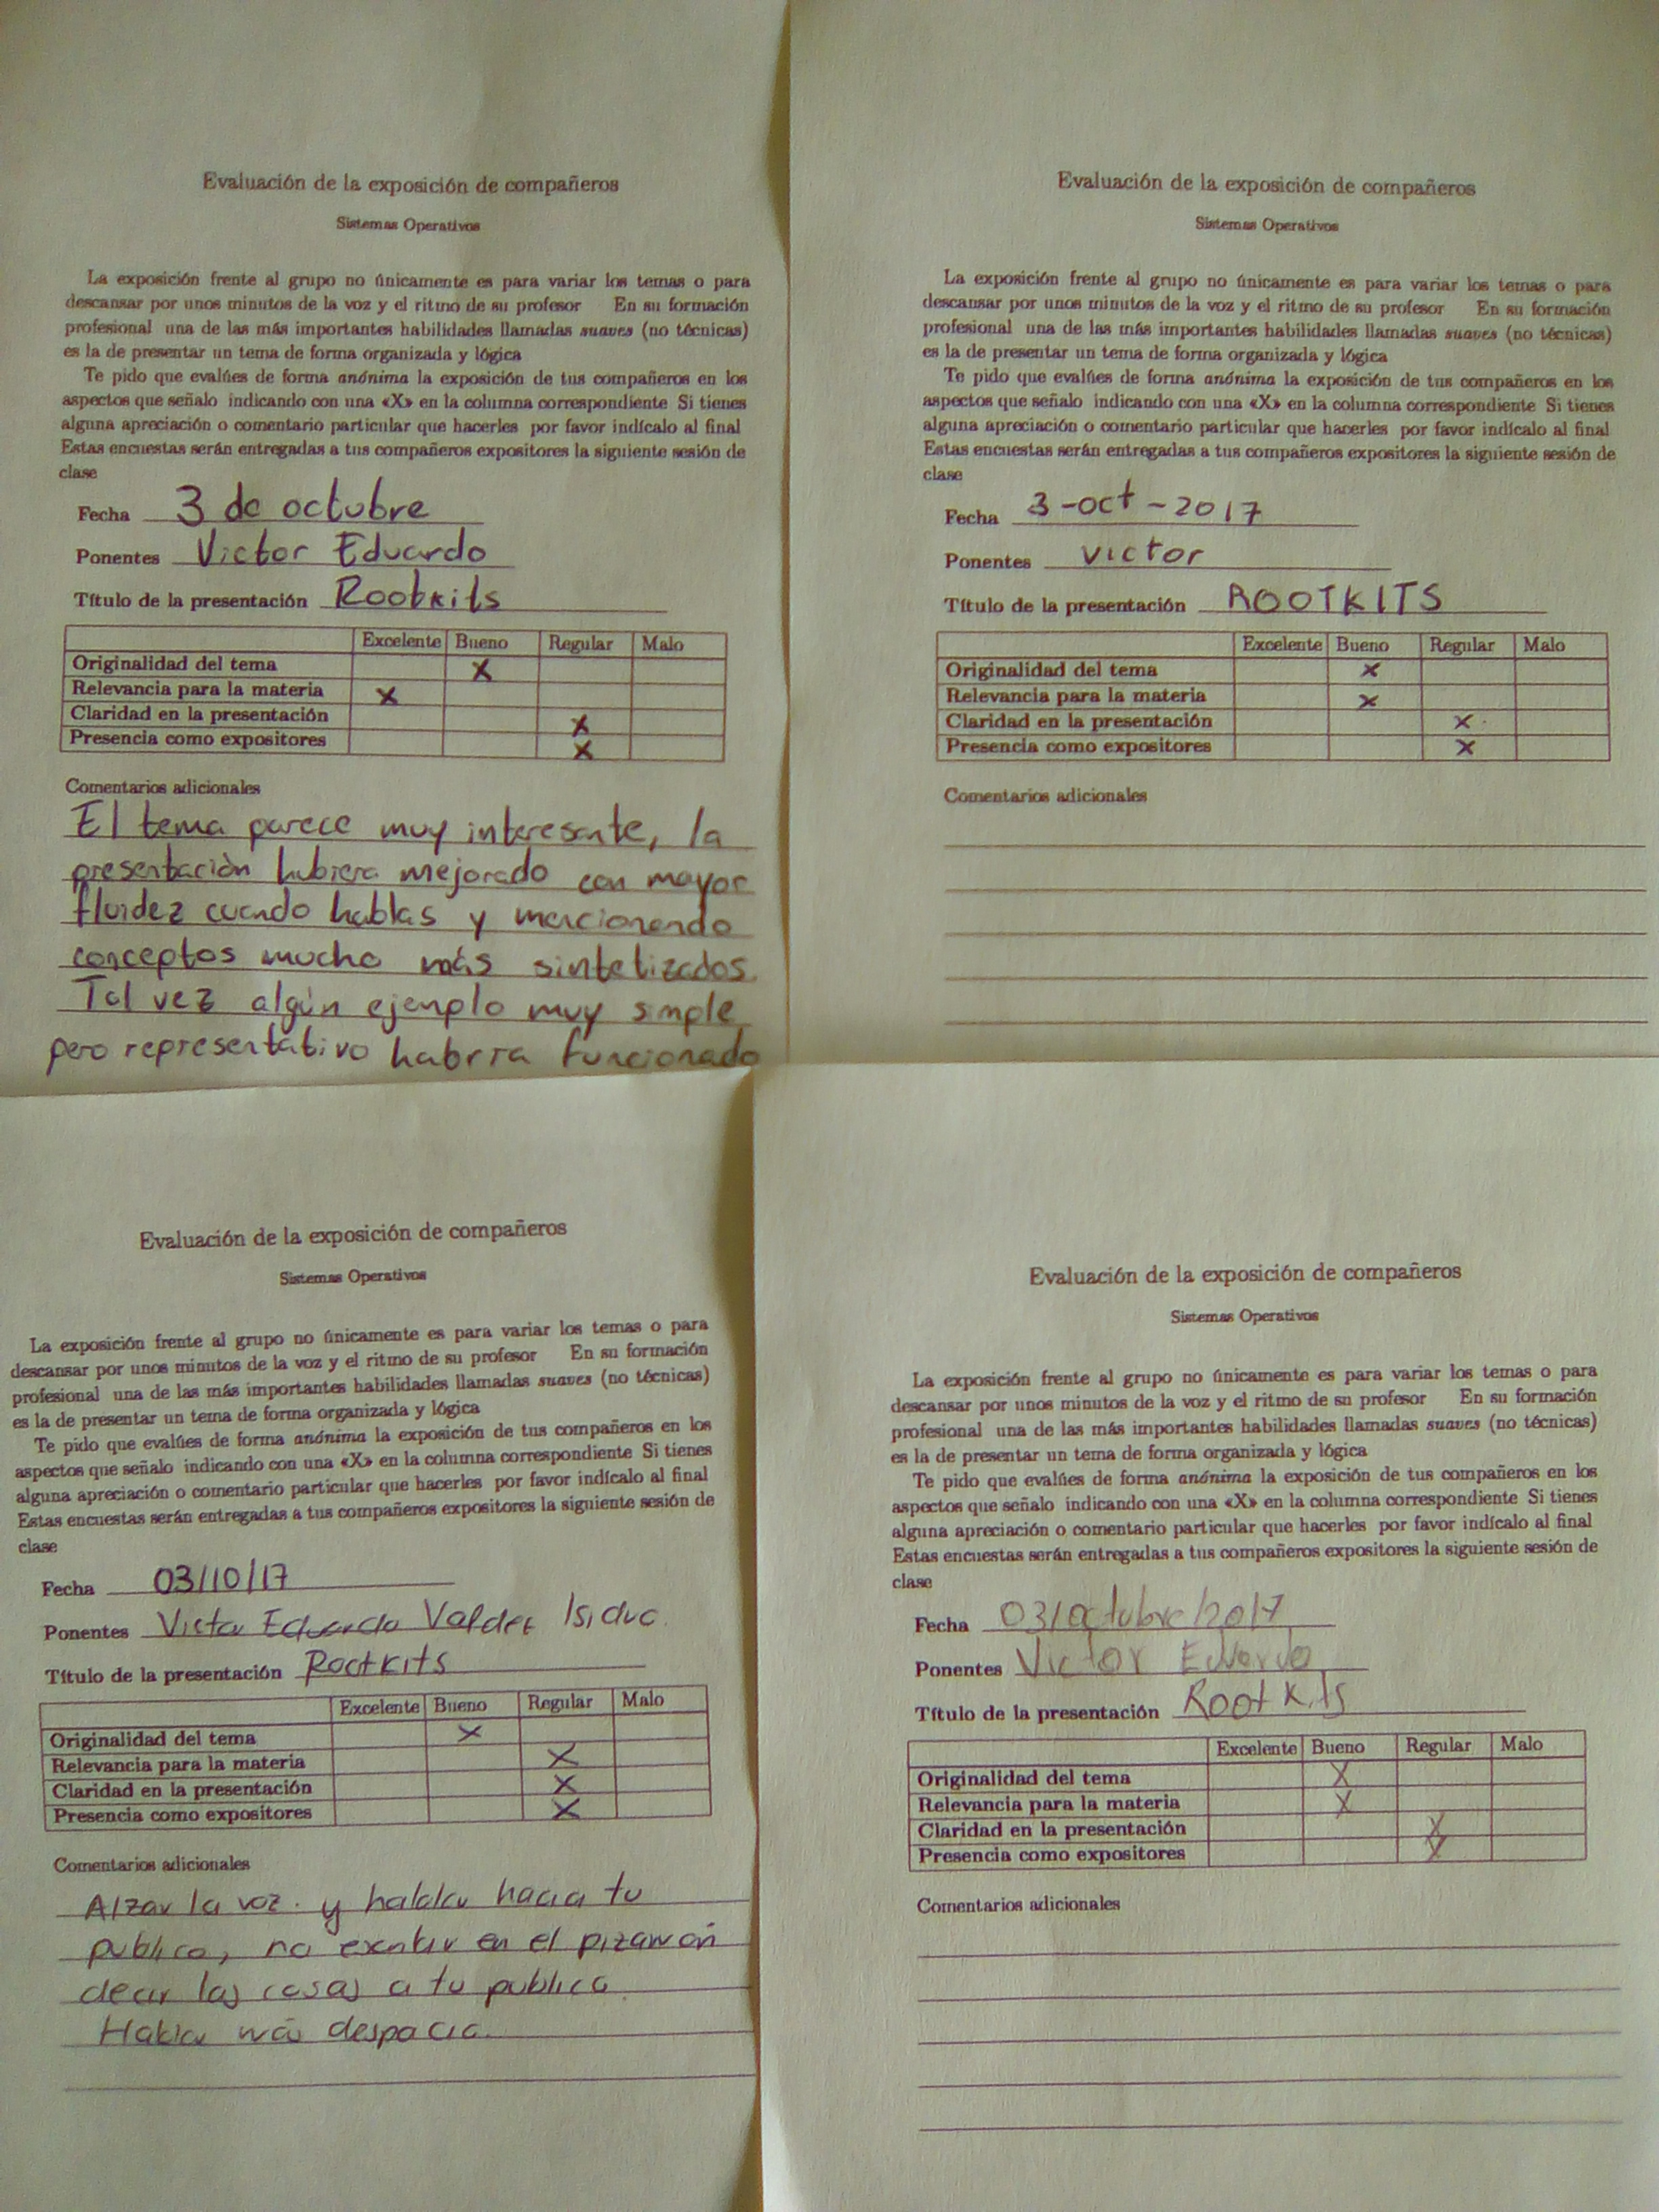 Evaluación de la exposición de compañeros
Sistemas Operativos
La exposición frente al grupo no únicamente es para variar los temas o para
descansar por unos minutos de la voz y el ritmo de su profesor En su formación
profesional una de las más importantes habilidades llamadas suaves (no técnicas)
es la de presentar un tema de forma organizada y lógica
Te pido que evalúes de forma anónima la exposición de tus compañeros en los
aspectos que señalo indicando con una «X» en la columna correspondiente Si tienes
alguna apreciación o comentario particular que hacerles por favor indícalo al final
Estas encuestas serán entregadas a tus compañeros expositores la siguiente sesión de
clase
Fecha 3 de octubre
Ponentes Victor Eduardo
Título de la presentación Rootkits
Excelente Bueno Regular Malo
Originalidad del tema X
Relevancia para la materia X
Claridad en la presentación X
Presencia como expositores X
Comentarios adicionales
El tema parece muy interesante, la
presentación hubiera mejorado con mayor
fluidez cuando hablas y mencionando
conceptos mucho más sintetizados.
Tal vez algún ejemplo muy simple
pero representativo habría funcionado
Evaluación de la exposición de compañeros
Sistemas Operativos
La exposición frente al grupo no únicamente es para variar los temas o para
descansar por unos minutos de la voz y el ritmo de su profesor En su formación
profesional una de las más importantes habilidades llamadas suaves (no técnicas)
es la de presentar un tema de forma organizada y lógica
Te pido que evalúes de forma anónima la exposición de tus compañeros en los
aspectos que señalo indicando con una «X» en la columna correspondiente Si tienes
alguna apreciación o comentario particular que hacerles por favor indícalo al final
Estas encuestas serán entregadas a tus compañeros expositores la siguiente sesión de
clase
Fecha 3-oct-2017
Ponentes victor
Título de la presentación ROOTKITS
Excelente Bueno Regular Malo
Originalidad del tema X
Relevancia para la materia X
Claridad en la presentación X
Presencia como expositores X
Comentarios adicionales
Evaluación de la exposición de compañeros
Sistemas Operativos
La exposición frente al grupo no únicamente es para variar los temas o para
descansar por unos minutos de la voz y el ritmo de su profesor En su formación
profesional una de las más importantes habilidades llamadas suaves (no técnicas)
es la de presentar un tema de forma organizada y lógica
Te pido que evalúes de forma anónima la exposición de tus compañeros en los
aspectos que señalo indicando con una «X» en la columna correspondiente Si tienes
alguna apreciación o comentario particular que hacerles por favor indícalo al final
Estas encuestas serán entregadas a tus compañeros expositores la siguiente sesión de
clase
Fecha 03/10/17
Ponentes Victor Eduardo Valdez
Título de la presentación Rootkits
Excelente Bueno Regular Malo
Originalidad del tema X
Relevancia para la materia X
Claridad en la presentación X
Presencia como expositores X
Comentarios adicionales
Alzar la voz. y hablar hacia tu
publico, no en el pizarrón
decir las cosas a tu publico.
Hablar más despacio.
Evaluación de la exposición de compañeros
Sistemas Operativos
La exposición frente al grupo no únicamente es para variar los temas o para
descansar por unos minutos de la voz y el ritmo de su profesor En su formación
profesional una de las más importantes habilidades llamadas suaves (no técnicas)
es la de presentar un tema de forma organizada y lógica
Te pido que evalúes de forma anónima la exposición de tus compañeros en los
aspectos que señalo indicando con una «X» en la columna correspondiente Si tienes
alguna apreciación o comentario particular que hacerles por favor indícalo al final
Estas encuestas serán entregadas a tus compañeros expositores la siguiente sesión de
clase
Fecha 03/octubre/2017
Ponentes Victor Eduardo
Título de la presentación Rootkits
Excelente Bueno Regular Malo
Originalidad del tema X
Relevancia para la materia X
Claridad en la presentación X
Presencia como expositores X
Comentarios adicionales